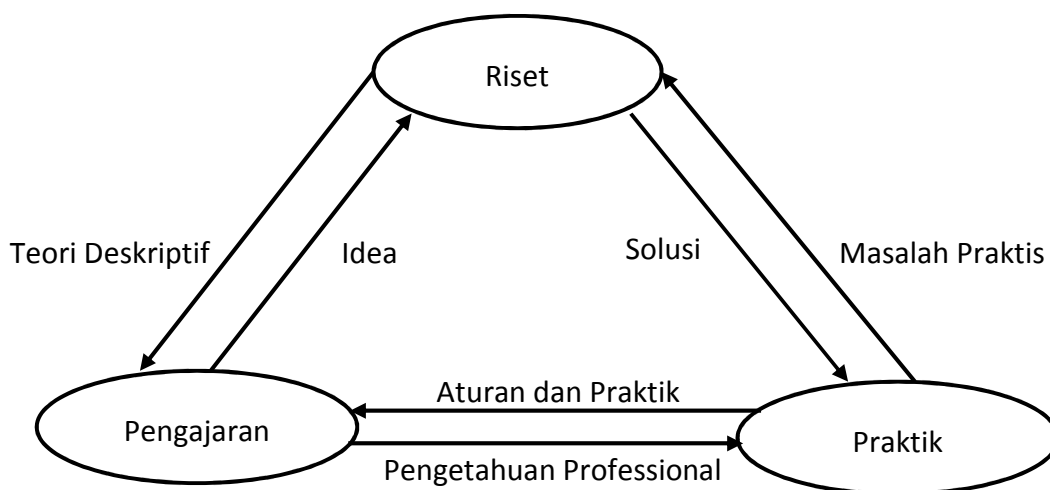 Riset
Teori Deskriptif
Idea
Solusi
Masalah Praktis
Aturan dan Praktik
Pengajaran
Praktik
Pengetahuan Professional